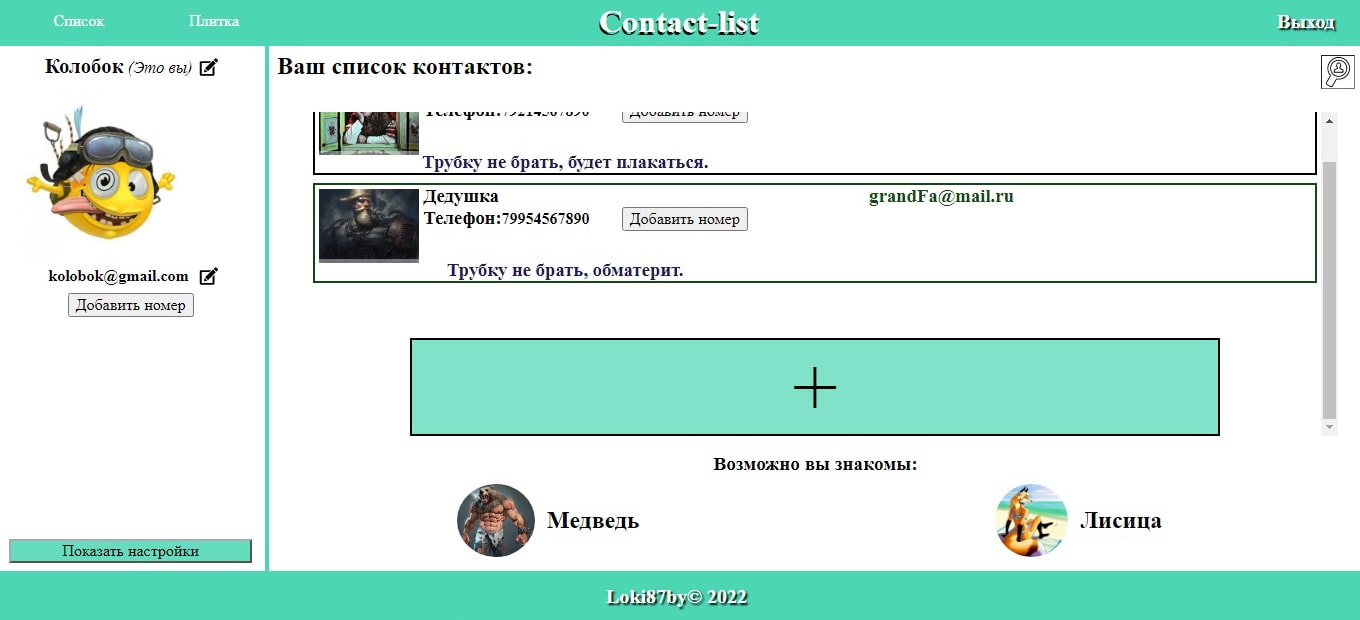 Список Плитка Contact-list Выход
Колобок (Это вы)
Ваш список контактов:
Телефон:79214567890 Добавить номер
Трубку не брать, будет плакаться.
Дедушка grandFa@mail.ru
Телефон:79954567890 Добавить номер
Трубку не брать, обматерит.
kolobok@gmail.com
Добавить номер
Возможно вы знакомы:
Медведь Лисица
Показать настройки
Loki87by© 2022